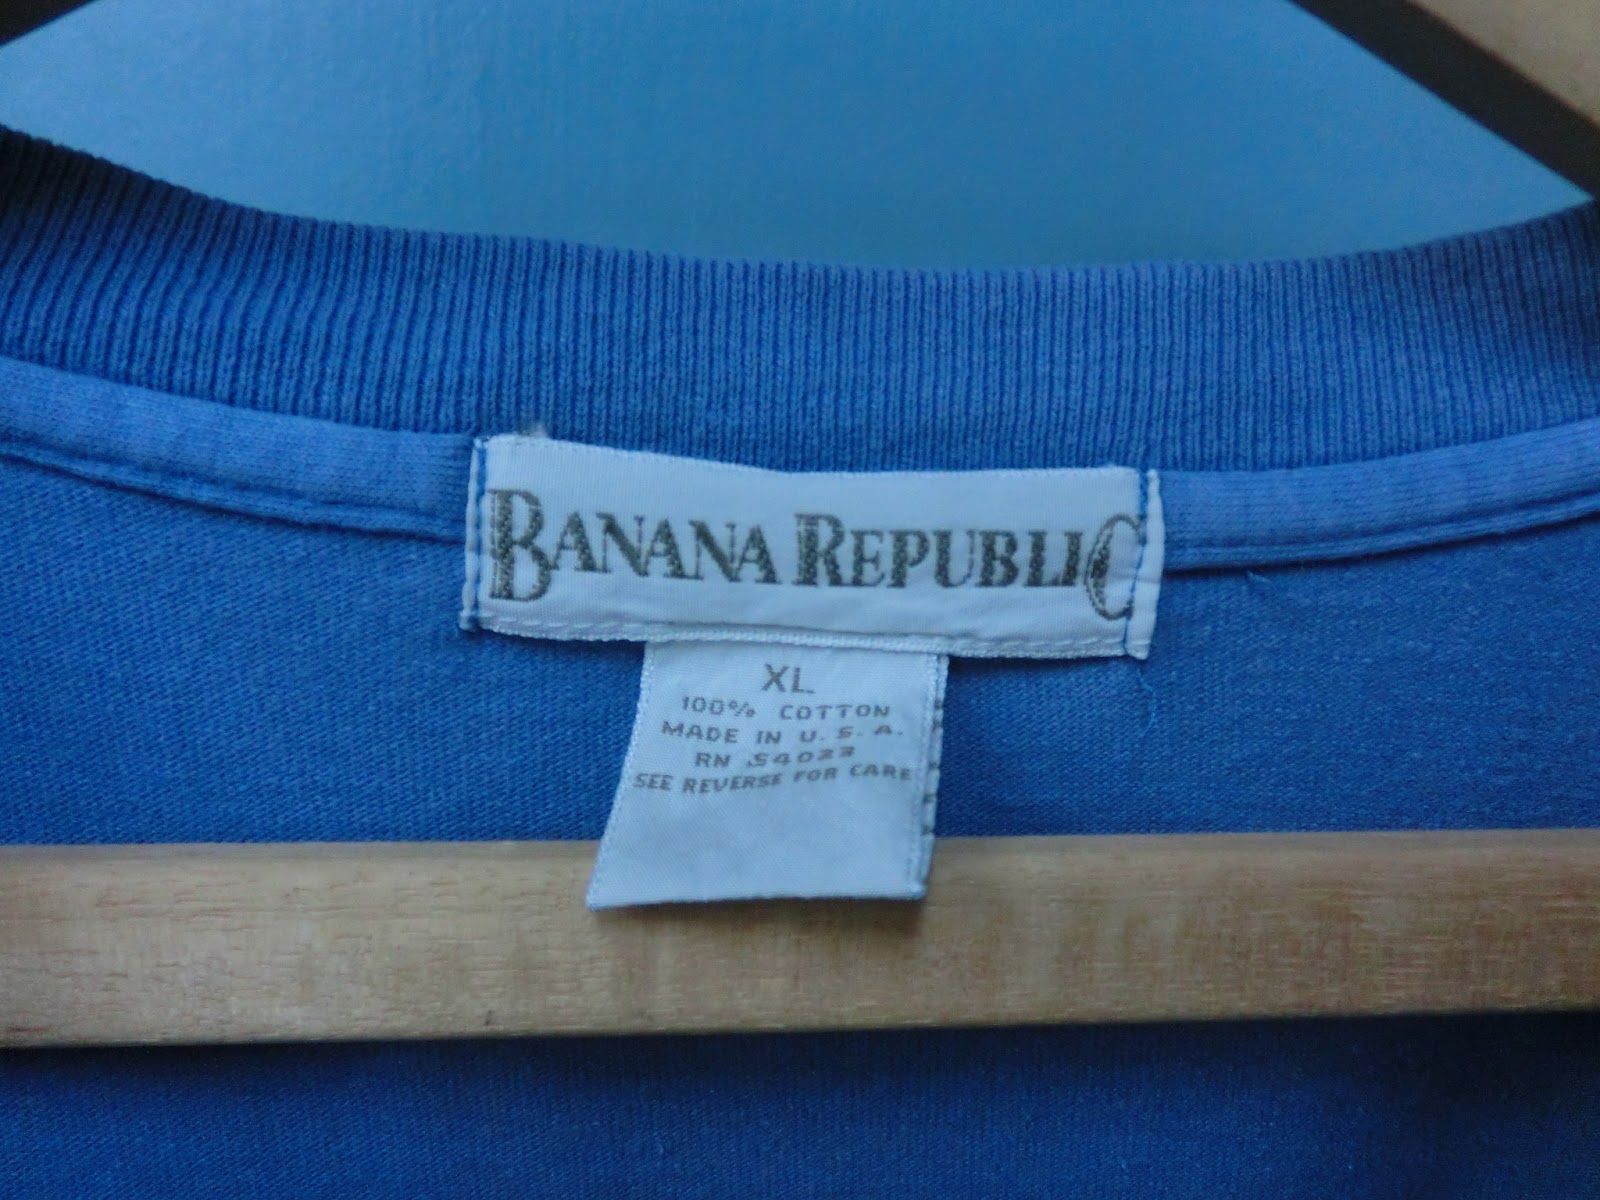 BANANA REPUBLIC
XL
100% COTTON
MADE IN U.S.A.
RN 54023
SEE REVERSE FOR CARE